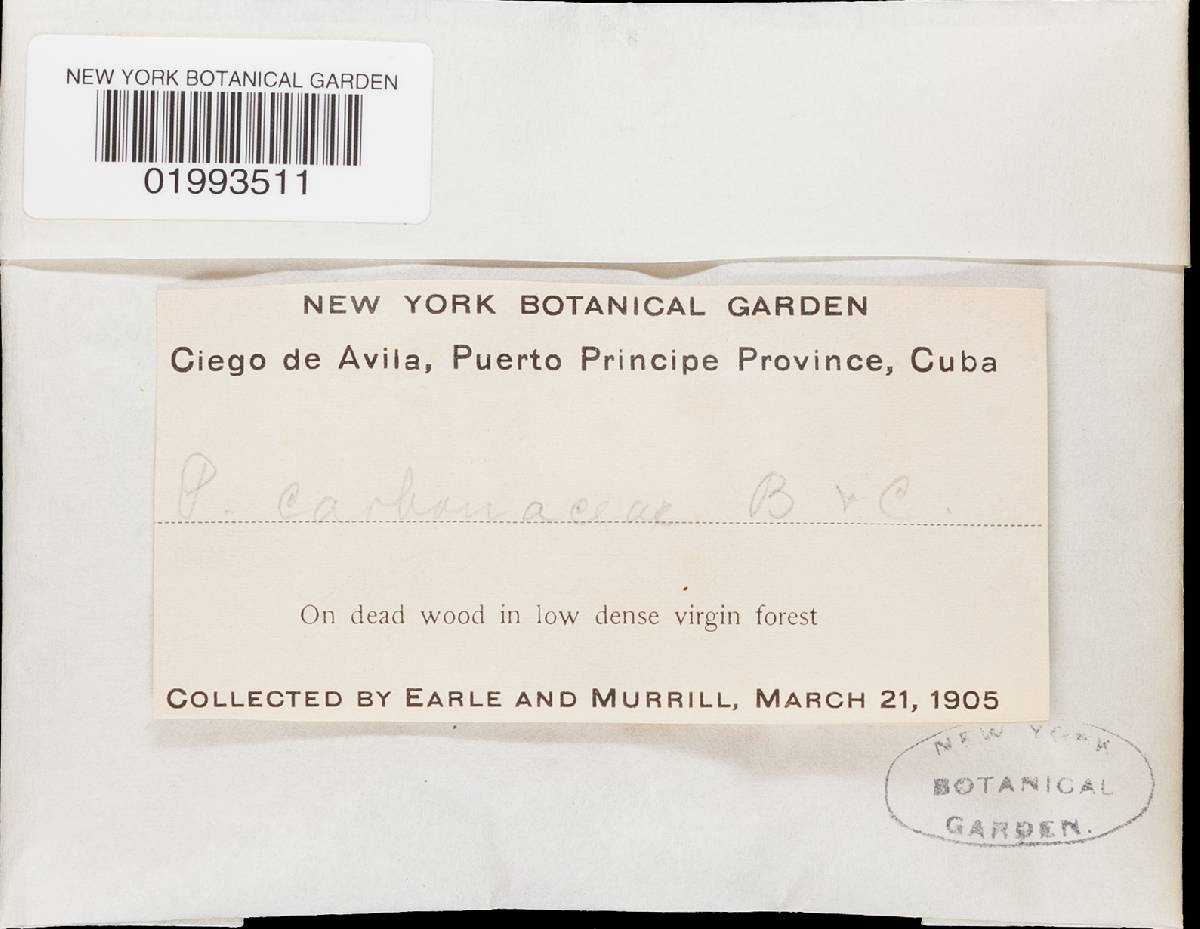 NEW YORK BOTANICAL GARDEN
01993511
NEW YORK BOTANICAL GARDEN
Ciego de Avila, Puerto Principe Province, Cuba
P. carbonaceae B & C.
On dead wood in low dense virgin forest
COLLECTED BY EARLE AND MURRILL, MARCH 21, 1905
NEW YORK
BOTANICAL
GARDEN.